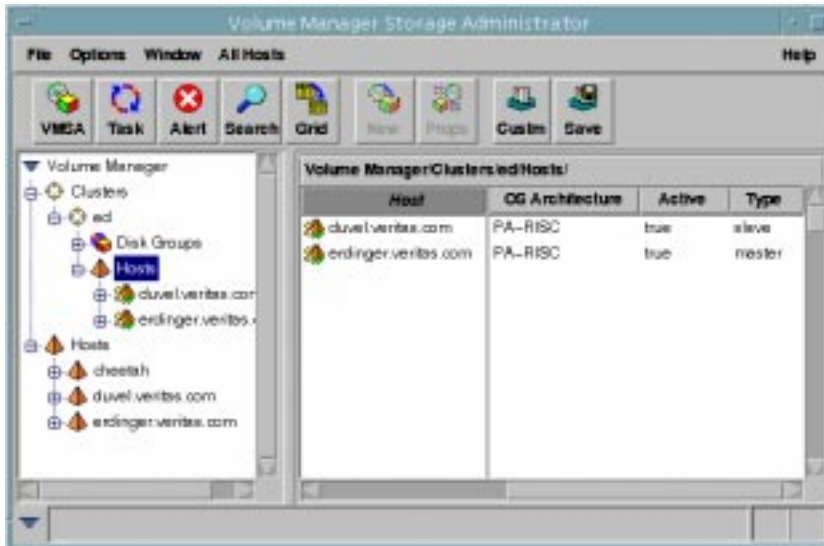 Volume Manager Storage Administrator
File Options Window All Hosts Help
VMSA Task Alert Search Grid New Props Custm Save
Volume Manager
Clusters
ed
Disk Groups
Hosts
duvel.veritas.com
erdinger.veritas.
Hosts
cheetah
duvel.veritas.com
erdinger.veritas.com
Volume Manager/Clusters/ed/Hosts/
Host OS Architecture Active Type
duvel.veritas.com PA-RISC true slave
erdinger.veritas.com PA-RISC true master